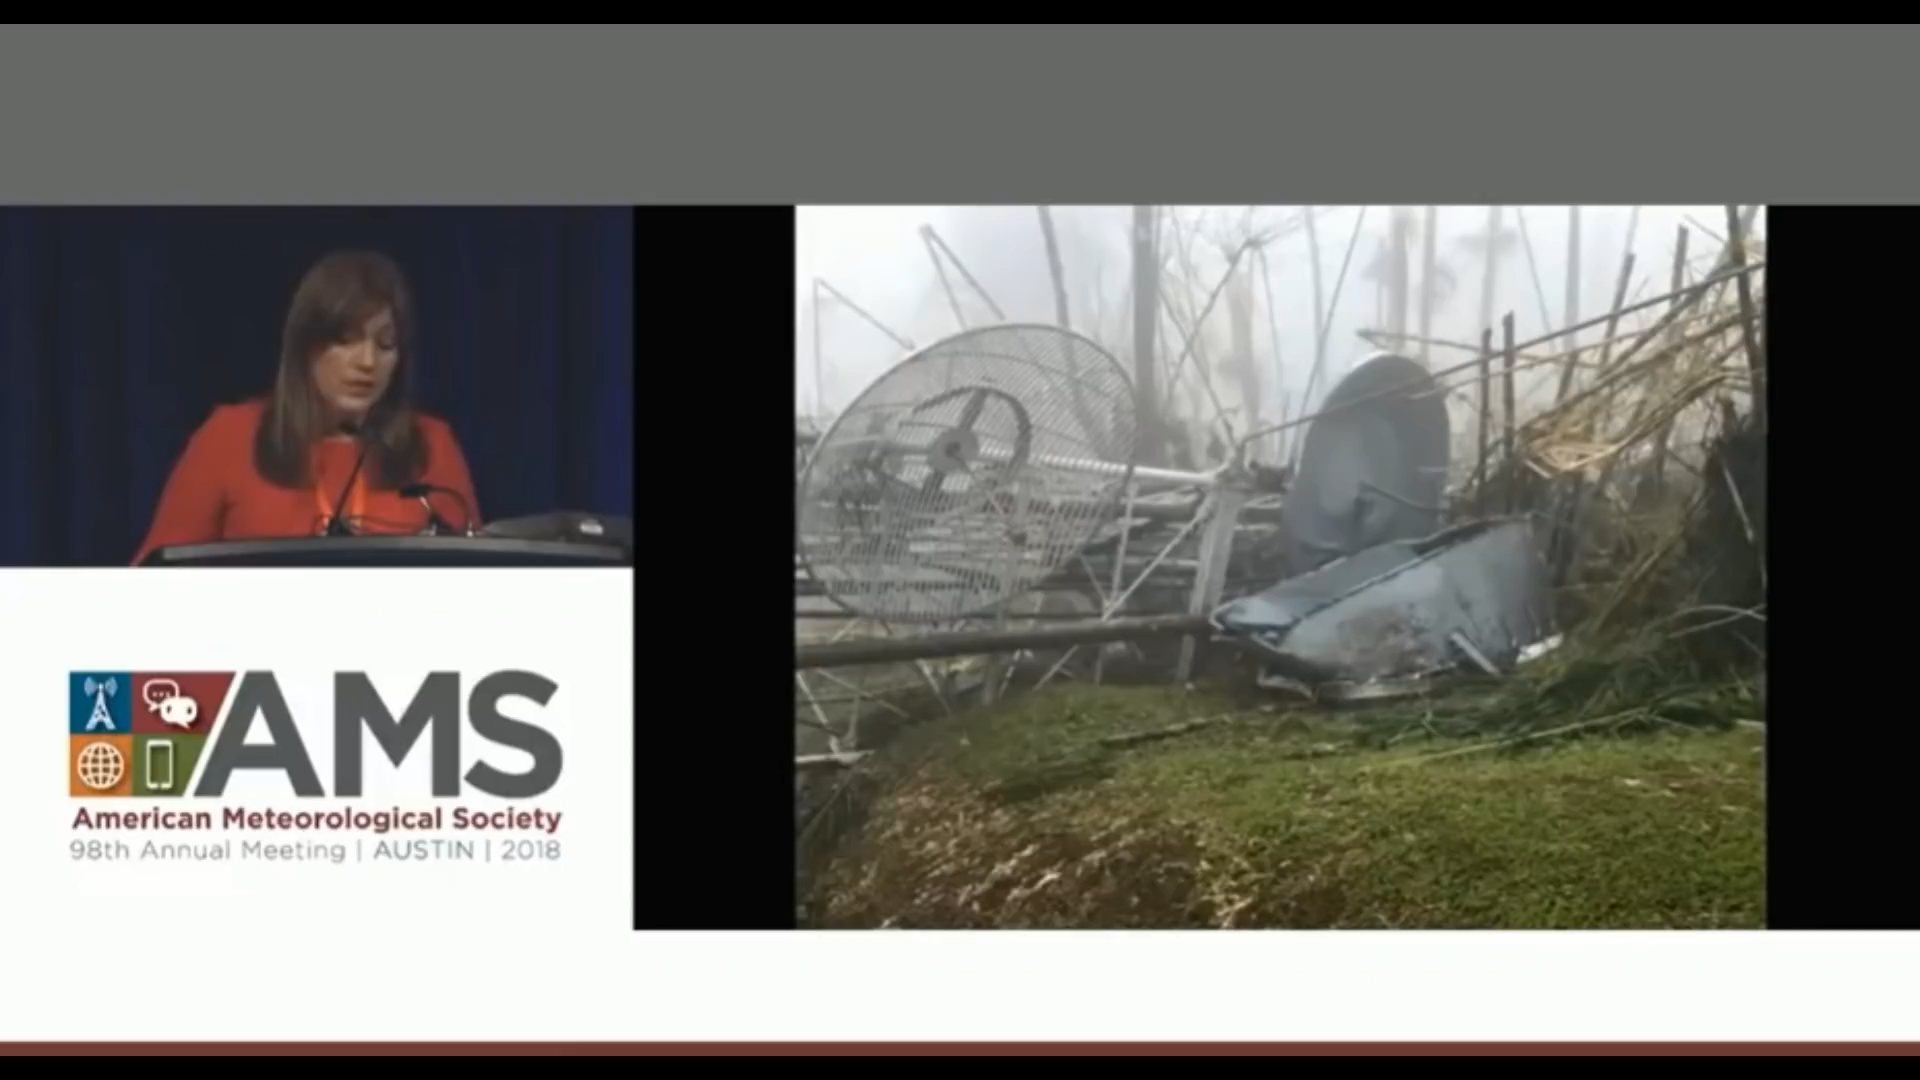 AMS
American Meteorological Society
98th Annual Meeting | AUSTIN | 2018